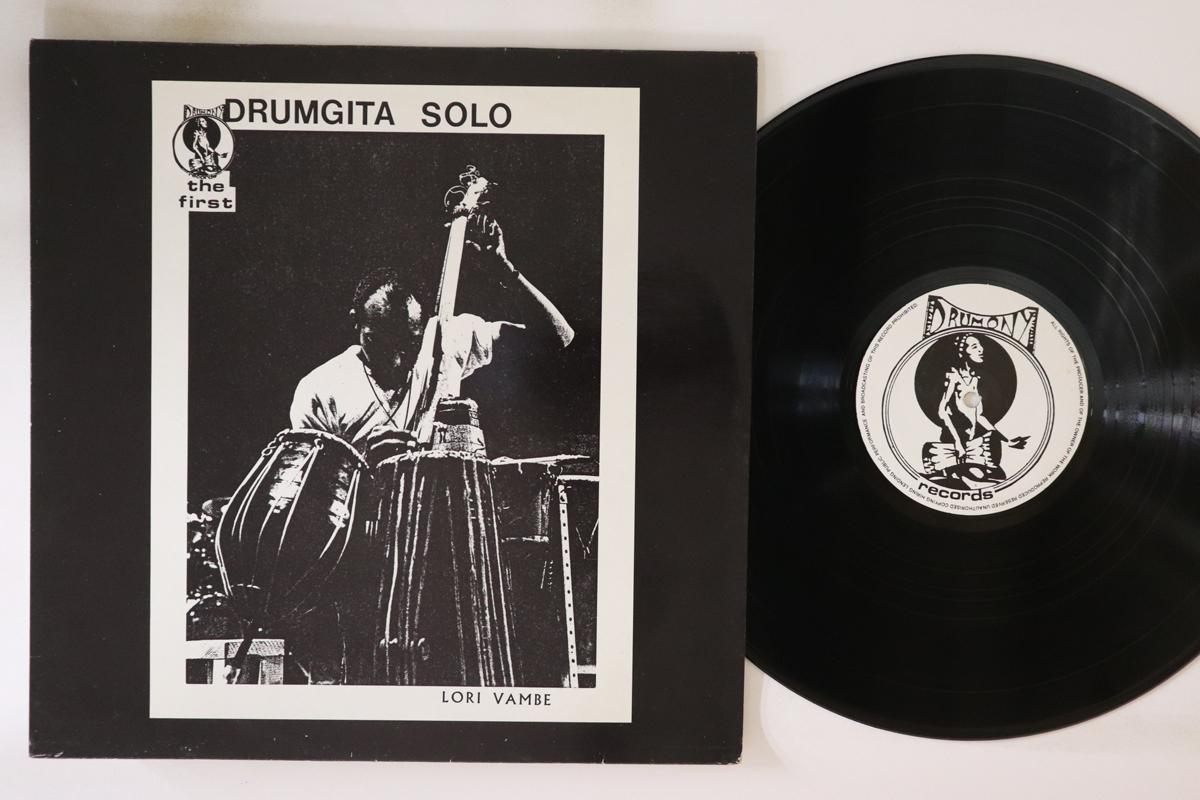 DRUMONY
DRUMGITA SOLO
the
first
LORI VAMBE
DRUMONY
records
ALL RIGHTS OF THE PRODUCER AND OF THE OWNER OF THE WORK REPRODUCED RESERVED UNAUTHORISED COPYING HIRING LENDING PUBLIC PERFORMANCE AND BROADCASTING OF THIS RECORD PROHIBITED